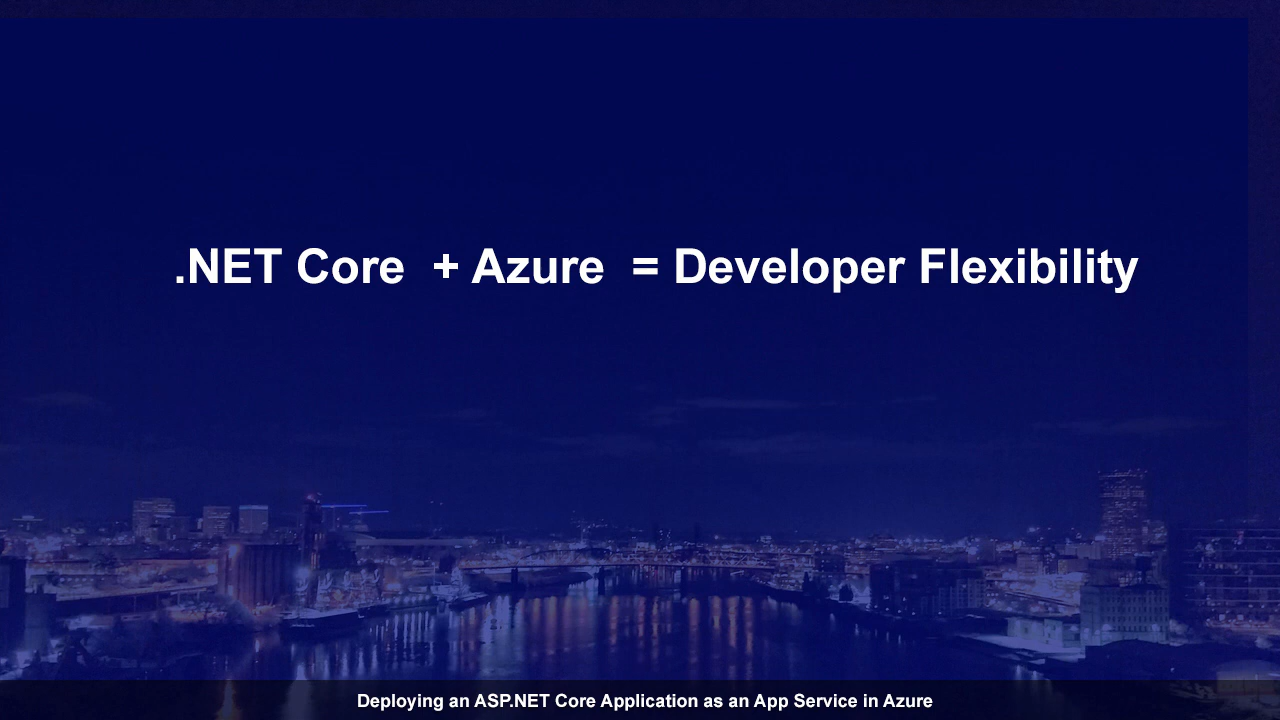 .NET Core + Azure = Developer Flexibility
Deploying an ASP.NET Core Application as an App Service in Azure